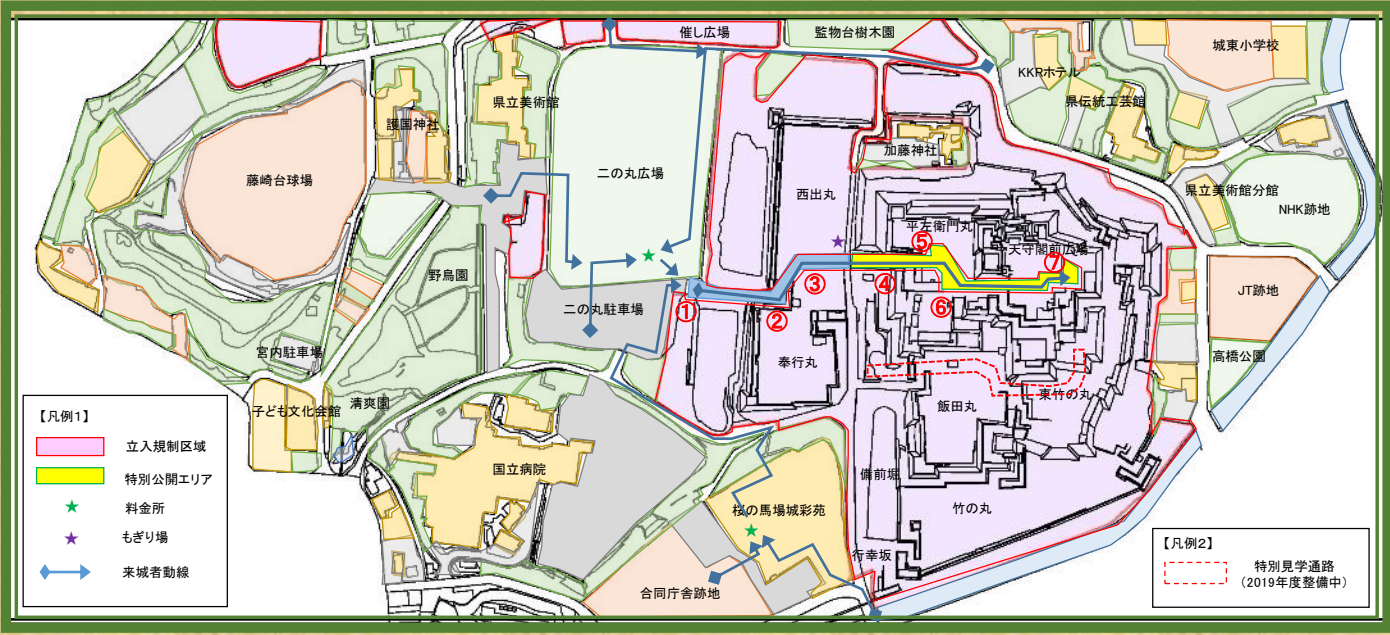 催し広場
監物台樹木園
城東小学校
KKRホテル
県立美術館
県伝統工芸館
護国神社
加藤神社
藤崎台球場
二の丸広場
西出丸
県立美術館分館
NHK跡地
平左衛門丸
⑤
天守閣前広場
⑦
野鳥園
③
④
⑥
JT跡地
二の丸駐車場
①
②
宮内駐車場
奉行丸
高橋公園
東竹の丸
飯田丸
子ども文化会館
清爽園
国立病院
備前堀
桜の馬場城彩苑
竹の丸
行幸坂
合同庁舎跡地
【凡例1】
立入規制区域
特別公開エリア
料金所
もぎり場
来城者動線
【凡例2】
特別見学通路
（2019年度整備中）